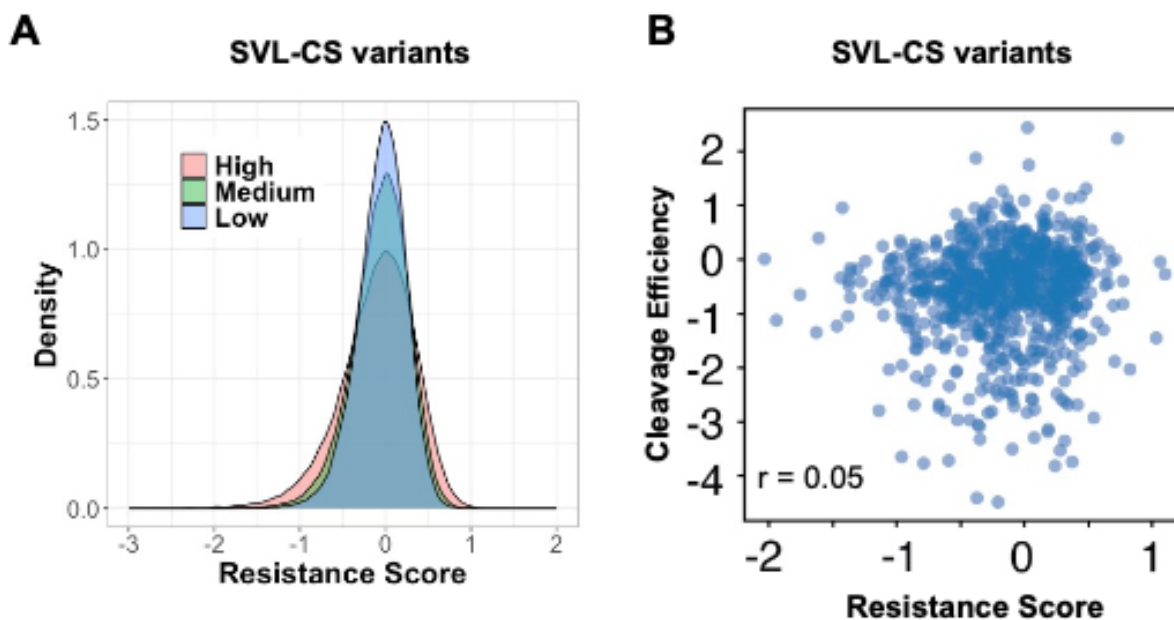 A
SVL-CS variants
1.5
1.0
0.5
0.0
Density
High
Medium
Low
-3
-2
-1
0
1
2
Resistance Score
B
SVL-CS variants
2
1
0
-1
-2
-3
-4
Cleavage Efficiency
r = 0.05
-2
-1
0
1
Resistance Score